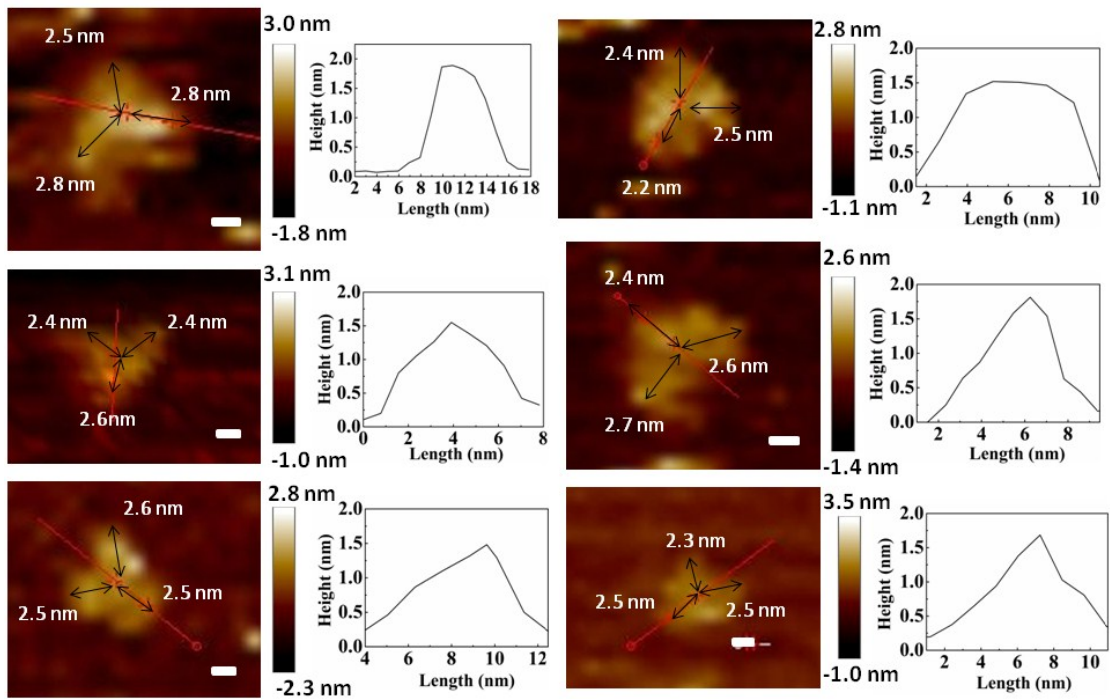 2.5 nm
2.8 nm
2.8 nm
3.0 nm
-1.8 nm
Height (nm)
2.0
1.5
1.0
0.5
0.0
2 4 6 8 10 12 14 16 18
Length (nm)
2.4 nm
2.5 nm
2.2 nm
2.8 nm
-1.1 nm
Height (nm)
2.0
1.5
1.0
0.5
0.0
2 4 6 8 10
Length (nm)
2.4 nm
2.4 nm
2.6nm
3.1 nm
-1.0 nm
Height (nm)
2.0
1.5
1.0
0.5
0.0
0 2 4 6 8
Length (nm)
2.4 nm
2.6 nm
2.7 nm
2.6 nm
-1.4 nm
Height (nm)
2.0
1.5
1.0
0.5
0.0
2 4 6 8
Length (nm)
2.6 nm
2.5 nm
2.5 nm
2.8 nm
-2.3 nm
Height (nm)
2.0
1.5
1.0
0.5
0.0
4 6 8 10 12
Length (nm)
2.3 nm
2.5 nm
2.5 nm
3.5 nm
-1.0 nm
Height (nm)
2.0
1.5
1.0
0.5
0.0
2 4 6 8 10
Length (nm)